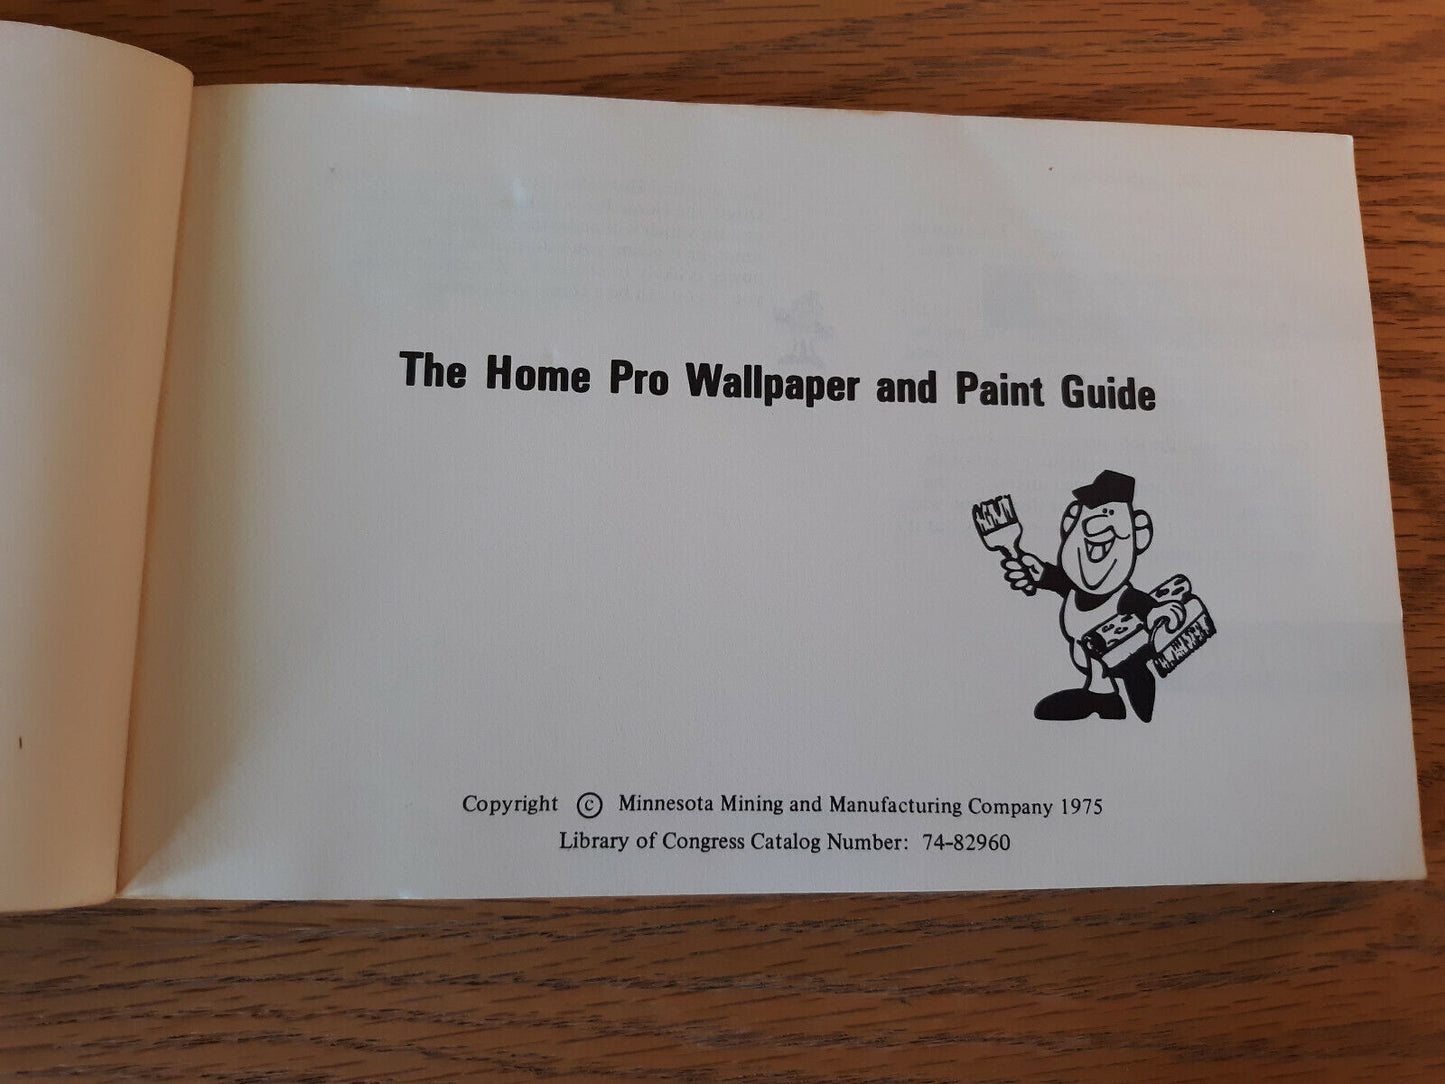 The Home Pro Wallpaper and Paint Guide
Copyright © Minnesota Mining and Manufacturing Company 1975
Library of Congress Catalog Number: 74-82960